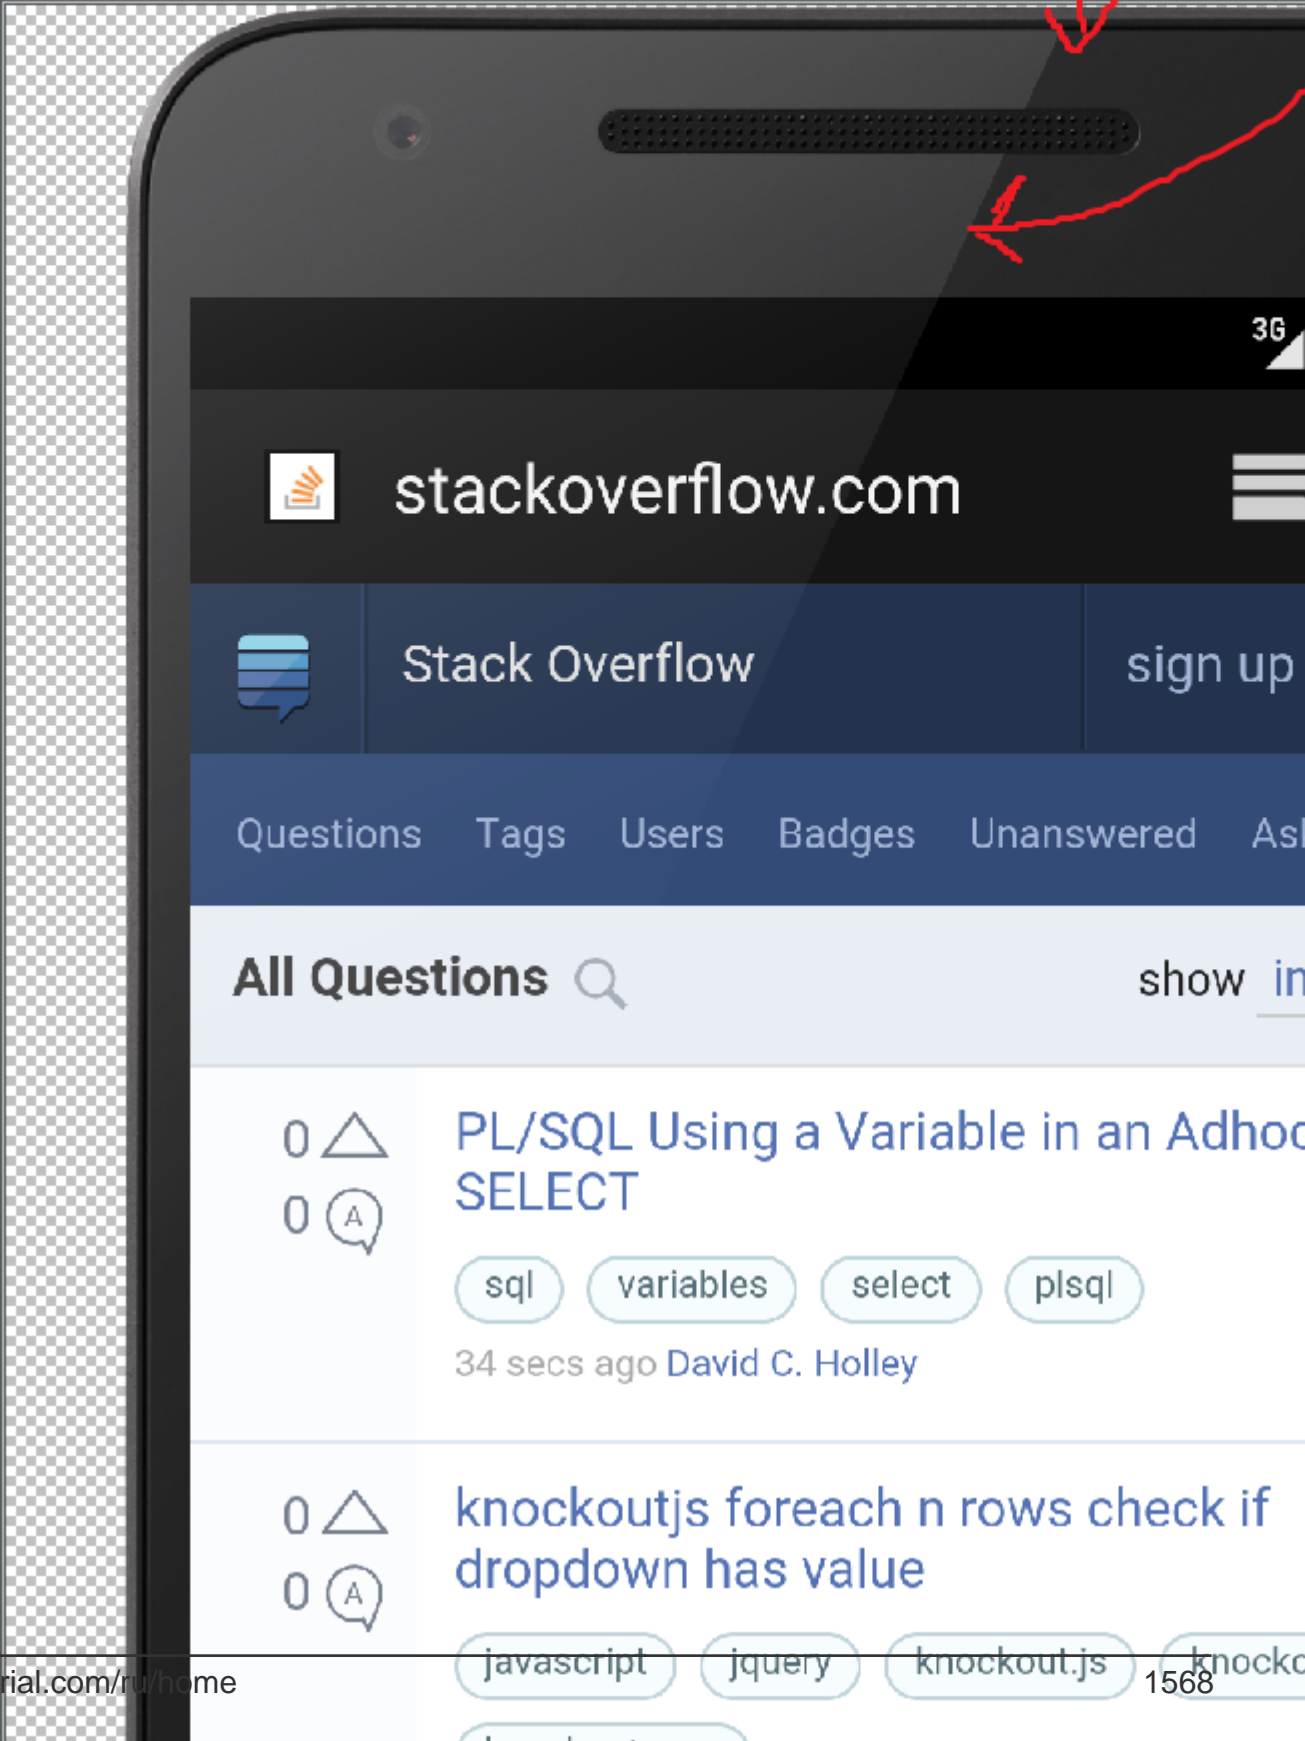 3G
stackoverflow.com
Stack Overflow
sign up
Questions Tags Users Badges Unanswered
All Questions
show
0
PL/SQL Using a Variable in an Adhoc
SELECT
0 A
sql variables select plsql
34 secs ago David C. Holley
0
knockoutjs foreach n rows check if
dropdown has value
0 A
javascript jquery knockout.js
rial.com/ru/home 1568